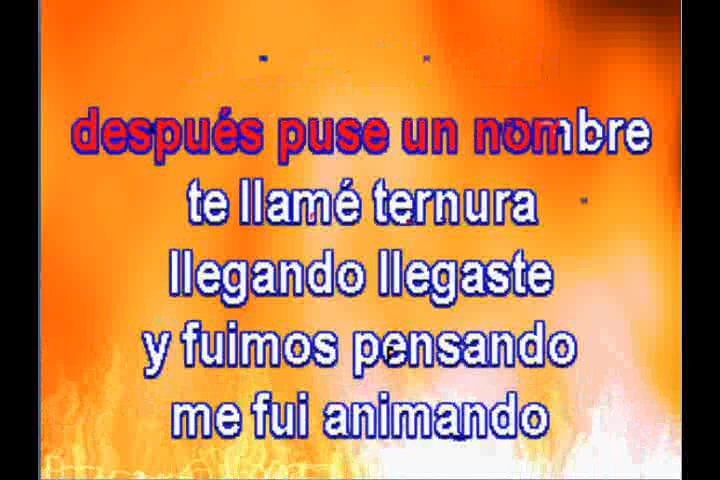 después puse un nombre
te llamé ternura
llegando llegaste
y fuimos pensando
me fui animando